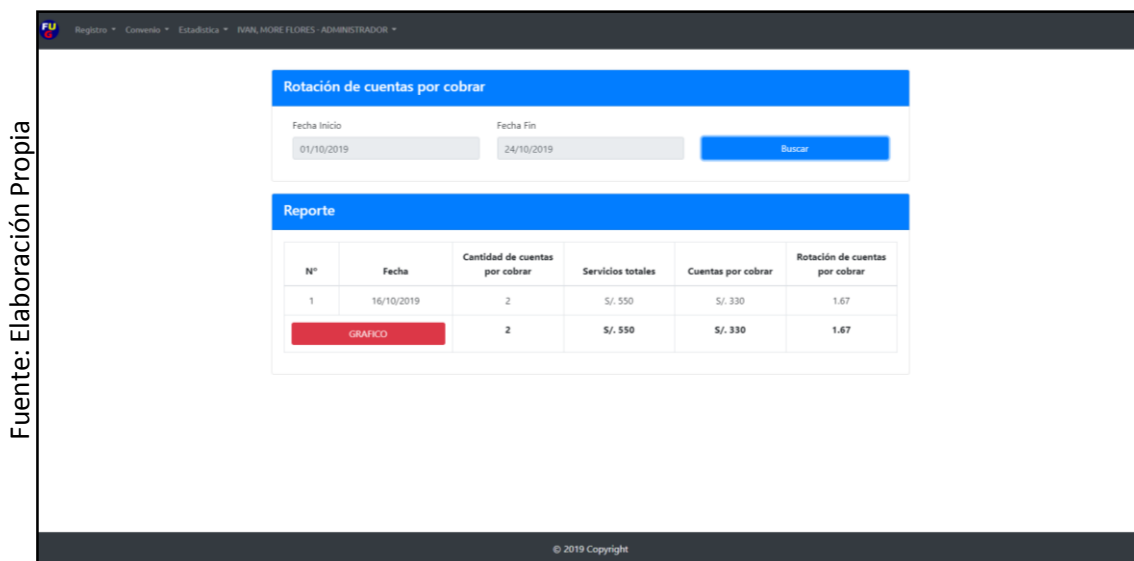 FU
G
Registro Convenio Estadística IVAN, MORE FLORES - ADMINISTRADOR
Rotación de cuentas por cobrar
Fecha Inicio Fecha Fin
01/10/2019 24/10/2019 Buscar
Reporte
N° Fecha Cantidad de cuentas por cobrar Servicios totales Cuentas por cobrar Rotación de cuentas por cobrar
1 16/10/2019 2 S/. 550 S/. 330 1.67
GRAFICO 2 S/. 550 S/. 330 1.67
© 2019 Copyright
Fuente: Elaboración Propia